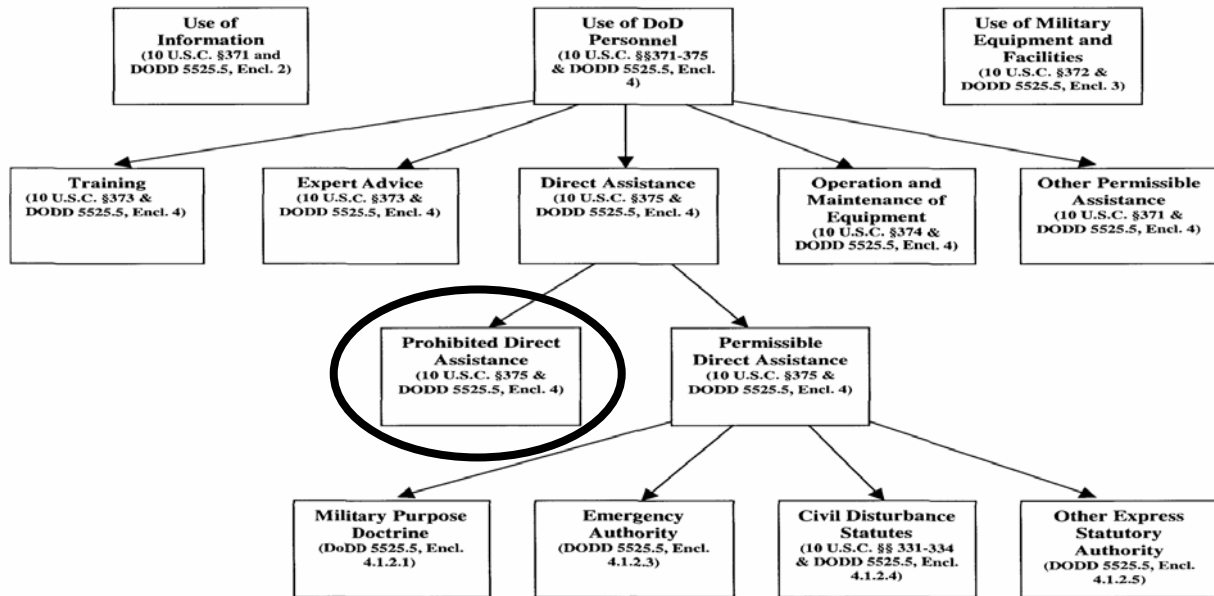 Use of
Information
(10 U.S.C. §371 and
DODD 5525.5, Encl. 2)
Use of DoD
Personnel
(10 U.S.C. §§371-375
& DODD 5525.5, Encl.
4)
Use of Military
Equipment and
Facilities
(10 U.S.C. §372 &
DODD 5525.5, Encl. 3)
Training
(10 U.S.C. §373 &
DODD 5525.5, Encl. 4)
Expert Advice
(10 U.S.C. §373 &
DODD 5525.5, Encl. 4)
Direct Assistance
(10 U.S.C. §375 &
DODD 5525.5, Encl. 4)
Operation and
Maintenance of
Equipment
(10 U.S.C. §374 &
DODD 5525.5, Encl. 4)
Other Permissible
Assistance
(10 U.S.C. §371 &
DODD 5525.5, Encl. 4)
Prohibited Direct
Assistance
(10 U.S.C. §375 &
DODD 5525.5, Encl. 4)
Permissible
Direct Assistance
(10 U.S.C. §375 &
DODD 5525.5, Encl. 4)
Military Purpose
Doctrine
(DoDD 5525.5, Encl.
4.1.2.1)
Emergency
Authority
(DODD 5525.5, Encl.
4.1.2.3)
Civil Disturbance
Statutes
(10 U.S.C. §§ 331-334
& DODD 5525.5, Encl.
4.1.2.4)
Other Express
Statutory
Authority
(DODD 5525.5, Encl.
4.1.2.5)